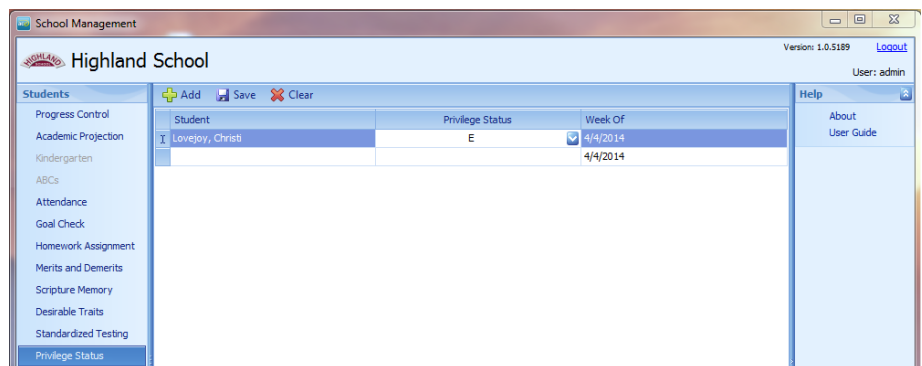 School Management
HIGHLAND
Highland School
Version: 1.0.5189
Logout
User: admin
Students
Progress Control
Academic Projection
Kindergarten
ABCs
Attendance
Goal Check
Homework Assignment
Merits and Demerits
Scripture Memory
Desirable Traits
Standardized Testing
Privilege Status
Add Save Clear
Student Privilege Status Week Of
Lovejoy, Christi E 4/4/2014
4/4/2014
Help
About
User Guide